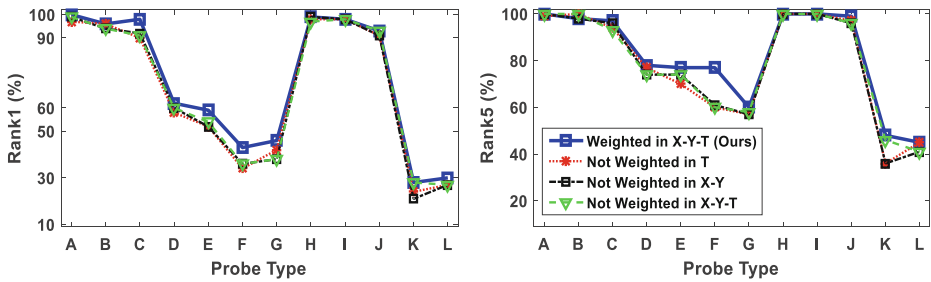 100
90
60
50
30
10
Rank1 (%)
A B C D E F G H I J K L
Probe Type
100
80
60
40
20
Rank5 (%)
Weighted in X-Y-T (Ours)
Not Weighted in T
Not Weighted in X-Y
Not Weighted in X-Y-T
A B C D E F G H I J K L
Probe Type